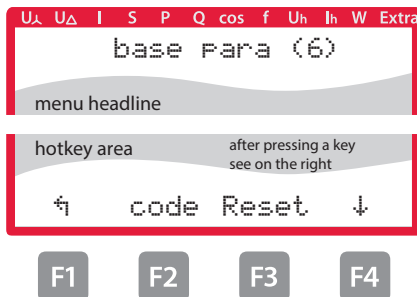 U⅄ U△ I S P Q cos f Uh Ih W Extra
base para (6)
menu headline
hotkey area
after pressing a key
see on the right
↰ code Reset ↓
F1 F2 F3 F4